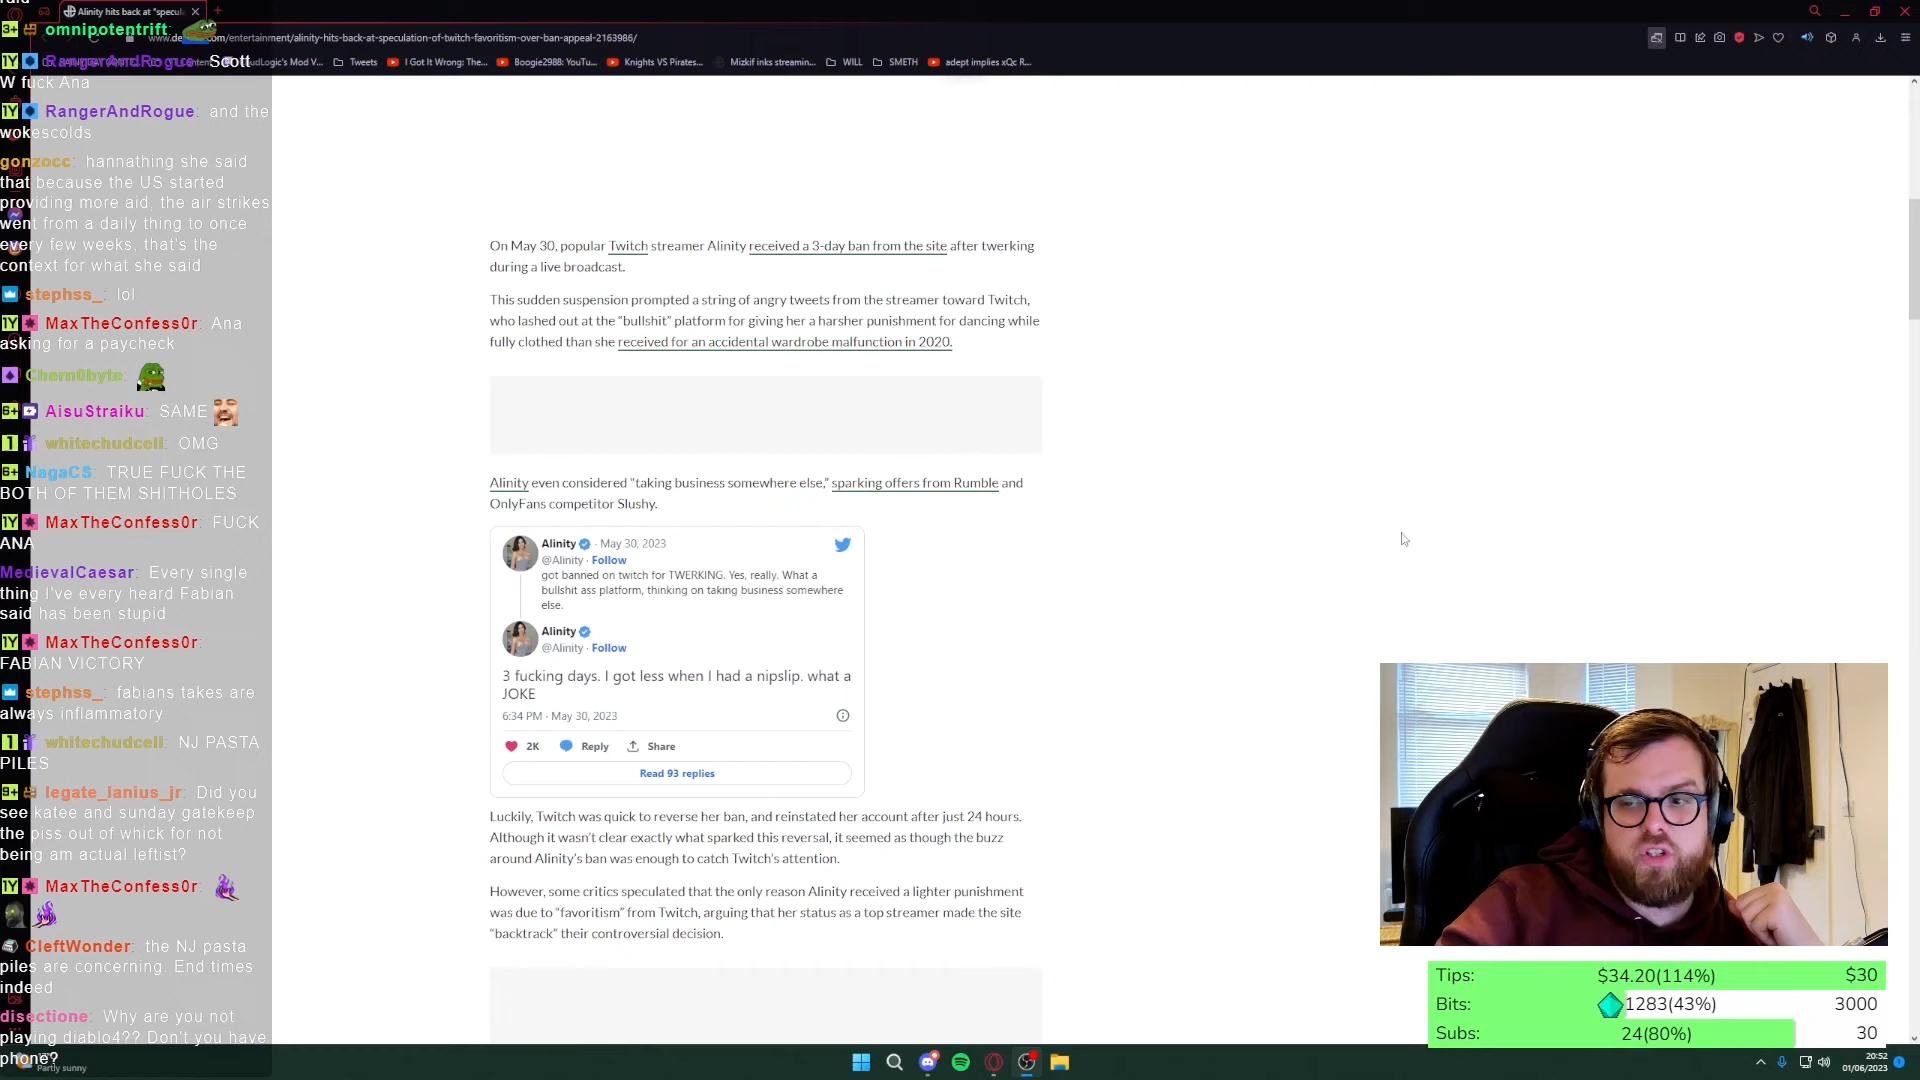 Alinity hits back at "specula
omnipotentrift:
.com/entertainment/alinity-hits-back-at-speculation-of-twitch-favoritism-over-ban-appeal-2163986/
udLogic's Mod V...
Tweets
I Got It Wrong: The...
Boogie2988: YouTu...
Knights VS Pirates...
Mizkif inks streamin...
WILL
SMETH
adept implies xQc R...
1Y RangerAndRogue: Scott
W fuck Ana
1Y RangerAndRogue: and the
wokescolds
gonzocc: hannathing she said
that because the US started
providing more aid, the air strikes
went from a daily thing to once
every few weeks, that's the
context for what she said
stephss_: lol
1Y MaxTheConfess0r: Ana
asking for a paycheck
Chern0byte:
6+ AisuStraiku: SAME
1 whitechudcell: OMG
6+ NagaCS: TRUE FUCK THE
BOTH OF THEM SHITHOLES
1Y MaxTheConfess0r: FUCK
ANA
MedievalCaesar: Every single
thing I've every heard Fabian
said has been stupid
1Y MaxTheConfess0r:
FABIAN VICTORY
stephss_: fabians takes are
always inflammatory
1 whitechudcell: NJ PASTA
PILES
9+ legate_lanius_jr: Did you
see katee and sunday gatekeep
the piss out of whick for not
being am actual leftist?
1Y MaxTheConfess0r:
CleftWonder: the NJ pasta
piles are concerning. End times
indeed
disectione: Why are you not
playing diablo4?? Don't you have
phone?
Partly sunny
On May 30, popular Twitch streamer Alinity received a 3-day ban from the site after twerking
during a live broadcast.
This sudden suspension prompted a string of angry tweets from the streamer toward Twitch,
who lashed out at the “bullshit” platform for giving her a harsher punishment for dancing while
fully clothed than she received for an accidental wardrobe malfunction in 2020.
Alinity even considered “taking business somewhere else,” sparking offers from Rumble and
OnlyFans competitor Slushy.
Alinity · May 30, 2023
@Alinity · Follow
got banned on twitch for TWERKING. Yes, really. What a
bullshit ass platform, thinking on taking business somewhere
else.
Alinity
@Alinity · Follow
3 fucking days. I got less when I had a nipslip. what a
JOKE
6:34 PM · May 30, 2023
2K Reply Share
Read 93 replies
Luckily, Twitch was quick to reverse her ban, and reinstated her account after just 24 hours.
Although it wasn't clear exactly what sparked this reversal, it seemed as though the buzz
around Alinity's ban was enough to catch Twitch's attention.
However, some critics speculated that the only reason Alinity received a lighter punishment
was due to “favoritism” from Twitch, arguing that her status as a top streamer made the site
“backtrack” their controversial decision.
Tips: $34.20(114%) $30
Bits: 1283(43%) 3000
Subs: 24(80%) 30
20:52
01/06/2023